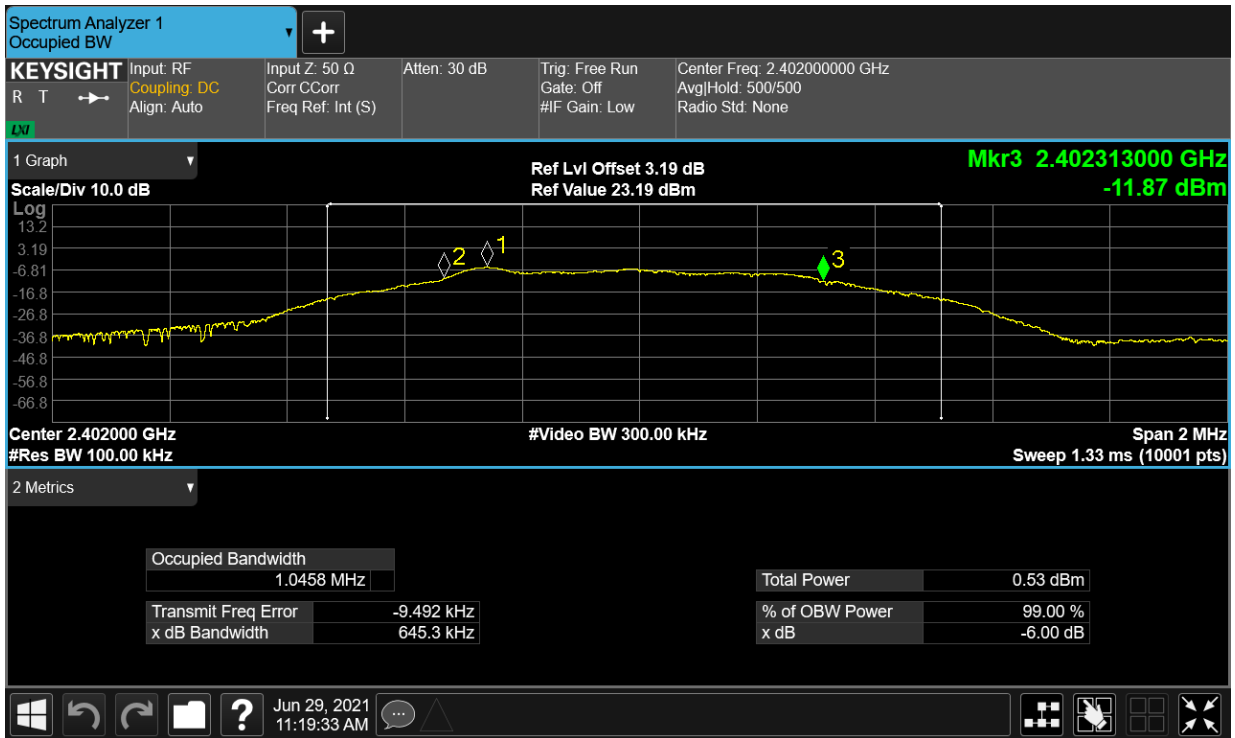 Spectrum Analyzer 1
Occupied BW
+
KEYSIGHT
R T
LXI
Input: RF
Coupling: DC
Align: Auto
Input Z: 50 Ω
Corr CCorr
Freq Ref: Int (S)
Atten: 30 dB
Trig: Free Run
Gate: Off
#IF Gain: Low
Center Freq: 2.402000000 GHz
Avg|Hold: 500/500
Radio Std: None
1 Graph
Scale/Div 10.0 dB
Ref Lvl Offset 3.19 dB
Ref Value 23.19 dBm
Mkr3 2.402313000 GHz
-11.87 dBm
Log
13.2
3.19
-6.81
-16.8
-26.8
-36.8
-46.8
-56.8
-66.8
2
1
3
Center 2.402000 GHz
#Video BW 300.00 kHz
Span 2 MHz
#Res BW 100.00 kHz
Sweep 1.33 ms (10001 pts)
2 Metrics
Occupied Bandwidth
1.0458 MHz
Transmit Freq Error -9.492 kHz
x dB Bandwidth 645.3 kHz
Total Power 0.53 dBm
% of OBW Power 99.00 %
x dB -6.00 dB
?
Jun 29, 2021
11:19:33 AM